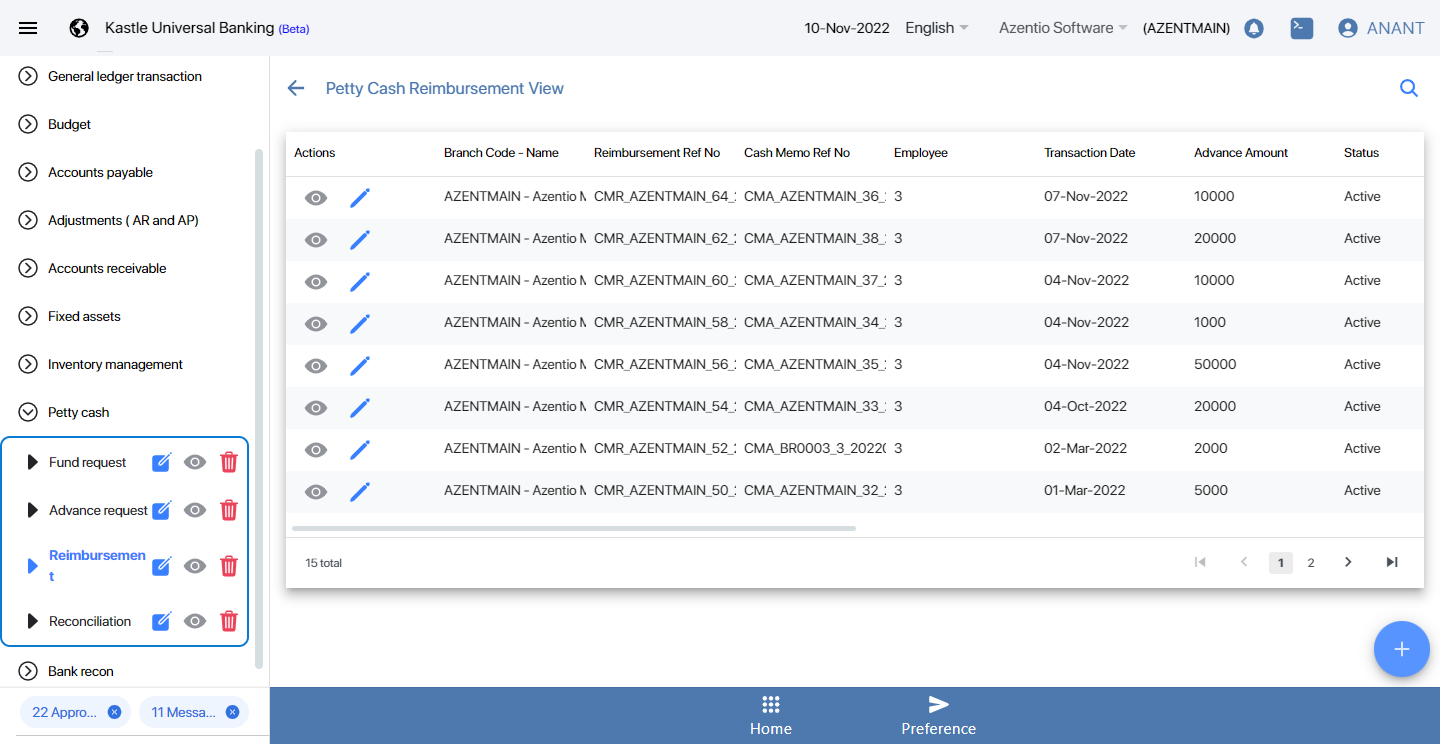 Kastle Universal Banking (Beta)
10-Nov-2022 English Azentio Software (AZENTMAIN) ANANT
General ledger transaction
Budget
Accounts payable
Adjustments ( AR and AP)
Accounts receivable
Fixed assets
Inventory management
Petty cash
Fund request
Advance request
Reimbursemen
t
Reconciliation
Bank recon
22 Appro... 11 Messa...
Petty Cash Reimbursement View
Actions Branch Code - Name Reimbursement Ref No Cash Memo Ref No Employee Transaction Date Advance Amount Status
AZENTMAIN - Azentio CMR_AZENTMAIN_64_ CMA_AZENTMAIN_36_ 3 07-Nov-2022 10000 Active
AZENTMAIN - Azentio CMR_AZENTMAIN_62_ CMA_AZENTMAIN_38_ 3 07-Nov-2022 20000 Active
AZENTMAIN - Azentio CMR_AZENTMAIN_60_ CMA_AZENTMAIN_37_ 3 04-Nov-2022 10000 Active
AZENTMAIN - Azentio CMR_AZENTMAIN_58_ CMA_AZENTMAIN_34_ 3 04-Nov-2022 1000 Active
AZENTMAIN - Azentio CMR_AZENTMAIN_56_ CMA_AZENTMAIN_35_ 3 04-Nov-2022 50000 Active
AZENTMAIN - Azentio CMR_AZENTMAIN_54_ CMA_AZENTMAIN_33_ 3 04-Oct-2022 20000 Active
AZENTMAIN - Azentio CMR_AZENTMAIN_52_ CMA_BR0003_3_2022 3 02-Mar-2022 2000 Active
AZENTMAIN - Azentio CMR_AZENTMAIN_50_ CMA_AZENTMAIN_32_ 3 01-Mar-2022 5000 Active
15 total 1 2
Home Preference